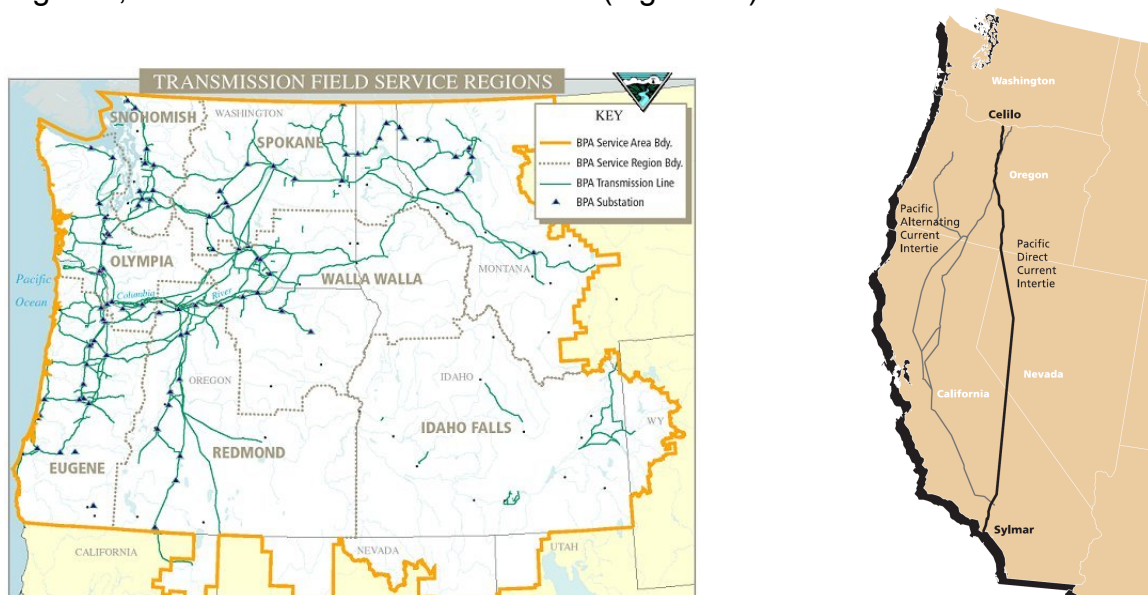 TRANSMISSION FIELD SERVICE REGIONS
KEY
BPA Service Area Bdy.
BPA Service Region Bdy.
BPA Transmission Line
BPA Substation
SNOHOMISH
WASHINGTON
SPOKANE
OLYMPIA
WALLA WALLA
MONTANA
Pacific
Ocean
Columbia
River
OREGON
IDAHO
IDAHO FALLS
WY
REDMOND
EUGENE
CALIFORNIA
NEVADA
UTAH
Washington
Celilo
Oregon
Pacific
Alternating
Current
Intertie
Pacific
Direct
Current
Intertie
Nevada
California
Sylmar